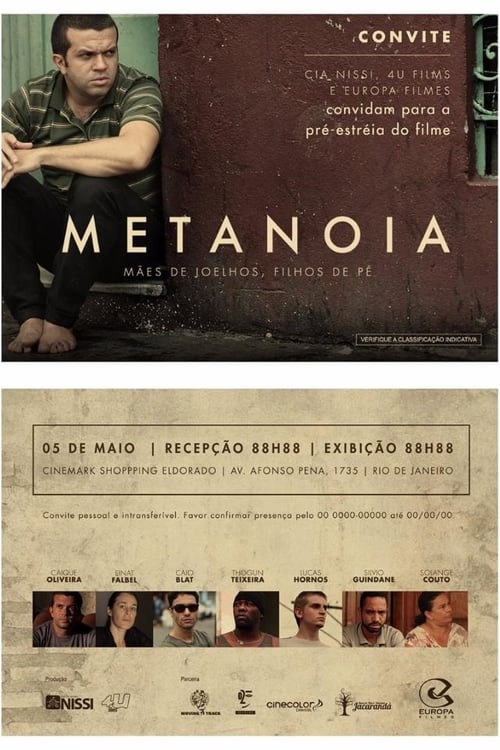 CONVITE
CIA NISSI, 4U FILMS
E EUROPA FILMES
convidam para a
pré-estréia do filme
METANOIA
MÃES DE JOELHOS, FILHOS DE PÉ
VERIFIQUE A CLASSIFICAÇÃO INDICATIVA
05 DE MAIO | RECEPÇÃO 88H88 | EXIBIÇÃO 88H88
CINEMARK SHOPPPING ELDORADO | AV. AFONSO PENA, 1735 | RIO DE JANEIRO
Convite pessoal e intransferível. Favor confirmar presença pelo 00 0000-00000 até 00/00/00.
CAIQUE OLIVEIRA
EINAT FALBEL
CAIO BLAT
THOGUN TEIXEIRA
LUCAS HORNOS
SILVIO GUINDANE
SOLANGE COUTO
Produção
Parceria
NISSI
4U
MOVING TRACK
cinecolor
Jacarandá
EUROPA
FILMES